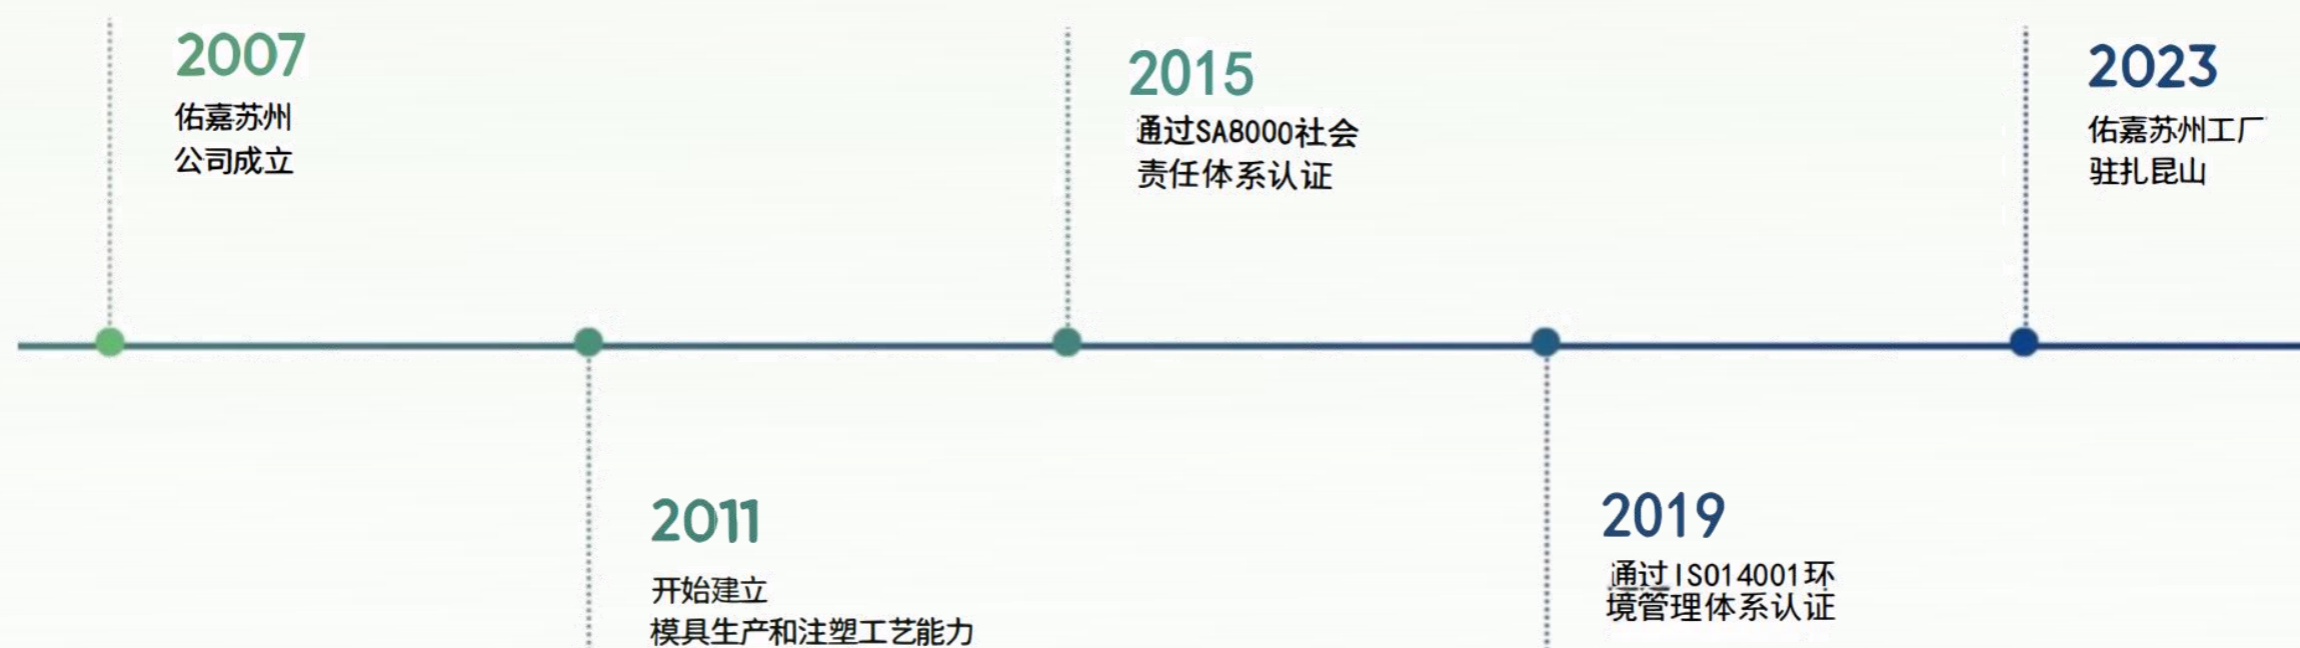 2007
佑嘉苏州
公司成立
2011
开始建立
模具生产和注塑工艺能力
2015
通过SA8000社会
责任体系认证
2019
通过ISO14001环
境管理体系认证
2023
佑嘉苏州工厂
驻扎昆山